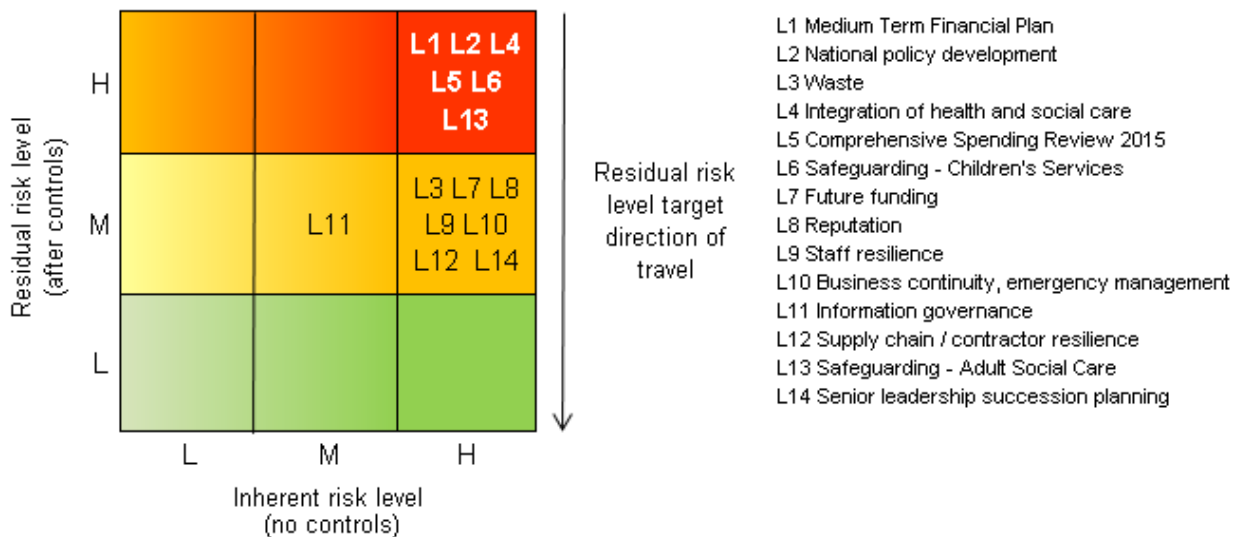 Residual risk level
(after controls)
H
M
L
L1 L2 L4
L5 L6
L13
L11
L3 L7 L8
L9 L10
L12 L14
L
M
H
Inherent risk level
(no controls)
Residual risk
level target
direction of
travel
L1 Medium Term Financial Plan
L2 National policy development
L3 Waste
L4 Integration of health and social care
L5 Comprehensive Spending Review 2015
L6 Safeguarding - Children's Services
L7 Future funding
L8 Reputation
L9 Staff resilience
L10 Business continuity, emergency management
L11 Information governance
L12 Supply chain / contractor resilience
L13 Safeguarding - Adult Social Care
L14 Senior leadership succession planning